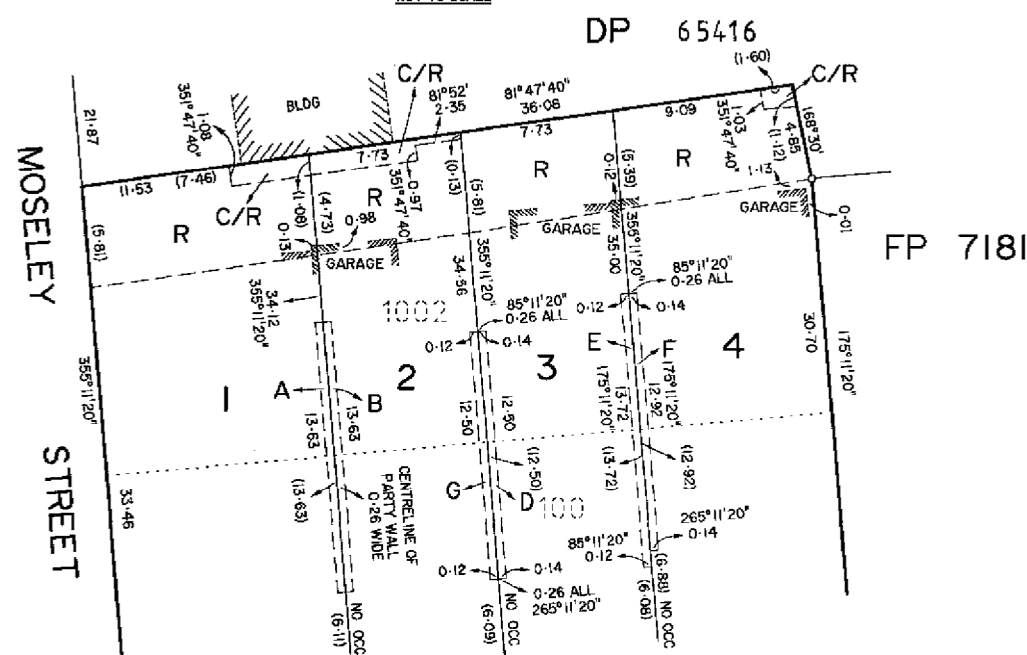 DP 65416
(1·60)
C/R
C/R
81°52'
2·35
81°47'40"
36·08
351°47'40"
1·08
BLDG
21·87
7·73
7·73
9·09
1·03
351°47'40"
(1·12)
168°30'
4·85
11·53
(7·46)
C/R
R
R
R
R
(1·08)
(4·73)
351°47'40"
0·97
(0·13)
(5·81)
0·12
(5·35)
1·13
GARAGE
0·01
FP 7181
MOSELEY
STREET
(5·81)
0·13
0·98
GARAGE
GARAGE
355°11'20"
35·00
34·12
355°11'20"
34·56
355°11'20"
1002
85°11'20"
0·26 ALL
0·12
0·14
85°11'20"
0·26 ALL
0·12
0·14
1
2
3
4
A
B
E
F
30·70
175°11'20"
355°11'20"
33·46
13·63
13·63
12·50
12·50
175°11'20"
13·72
175°11'20"
12·92
(13·63)
CENTRELINE OF
PARTY WALL
0·26 WIDE
G
D
(12·50)
100
(13·72)
(12·92)
85°11'20"
0·12
265°11'20"
0·14
0·12
0·14
0·26 ALL
265°11'20"
(6·11)
NO OCC
(6·09)
NO OCC
(6·08)
(6·88)
NO OCC